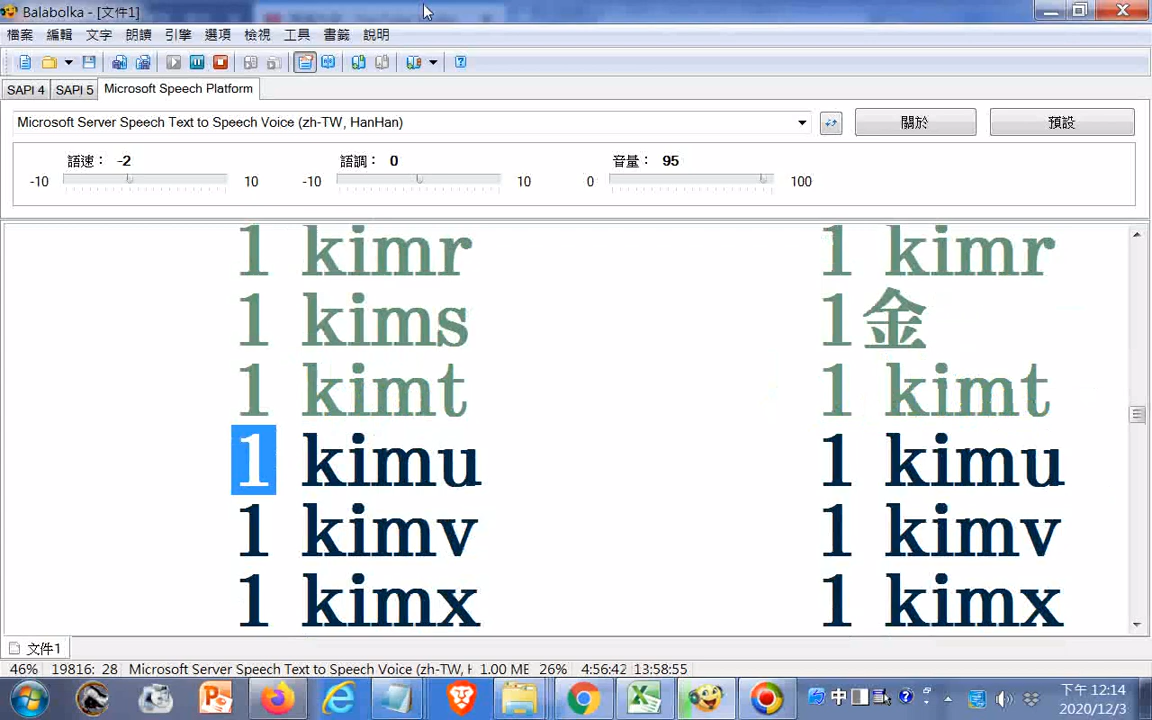 Balabolka - [文件1]
檔案 編輯 文字 朗讀 引擎 選項 檢視 工具 書籤 說明
SAPI 4 SAPI 5 Microsoft Speech Platform
Microsoft Server Speech Text to Speech Voice (zh-TW, HanHan) 關於 預設
語速： -2 語調： 0 音量： 95
-10 10 -10 10 0 100
1 kimr 1 kimr
1 kims 1金
1 kimt 1 kimt
1 kimu 1 kimu
1 kimv 1 kimv
1 kimx 1 kimx
文件1
46% 19816: 28 Microsoft Server Speech Text to Speech Voice (zh-TW, 1.00 ME 26% 4:56:42 13:58:55
中 下午 12:14
2020/12/3